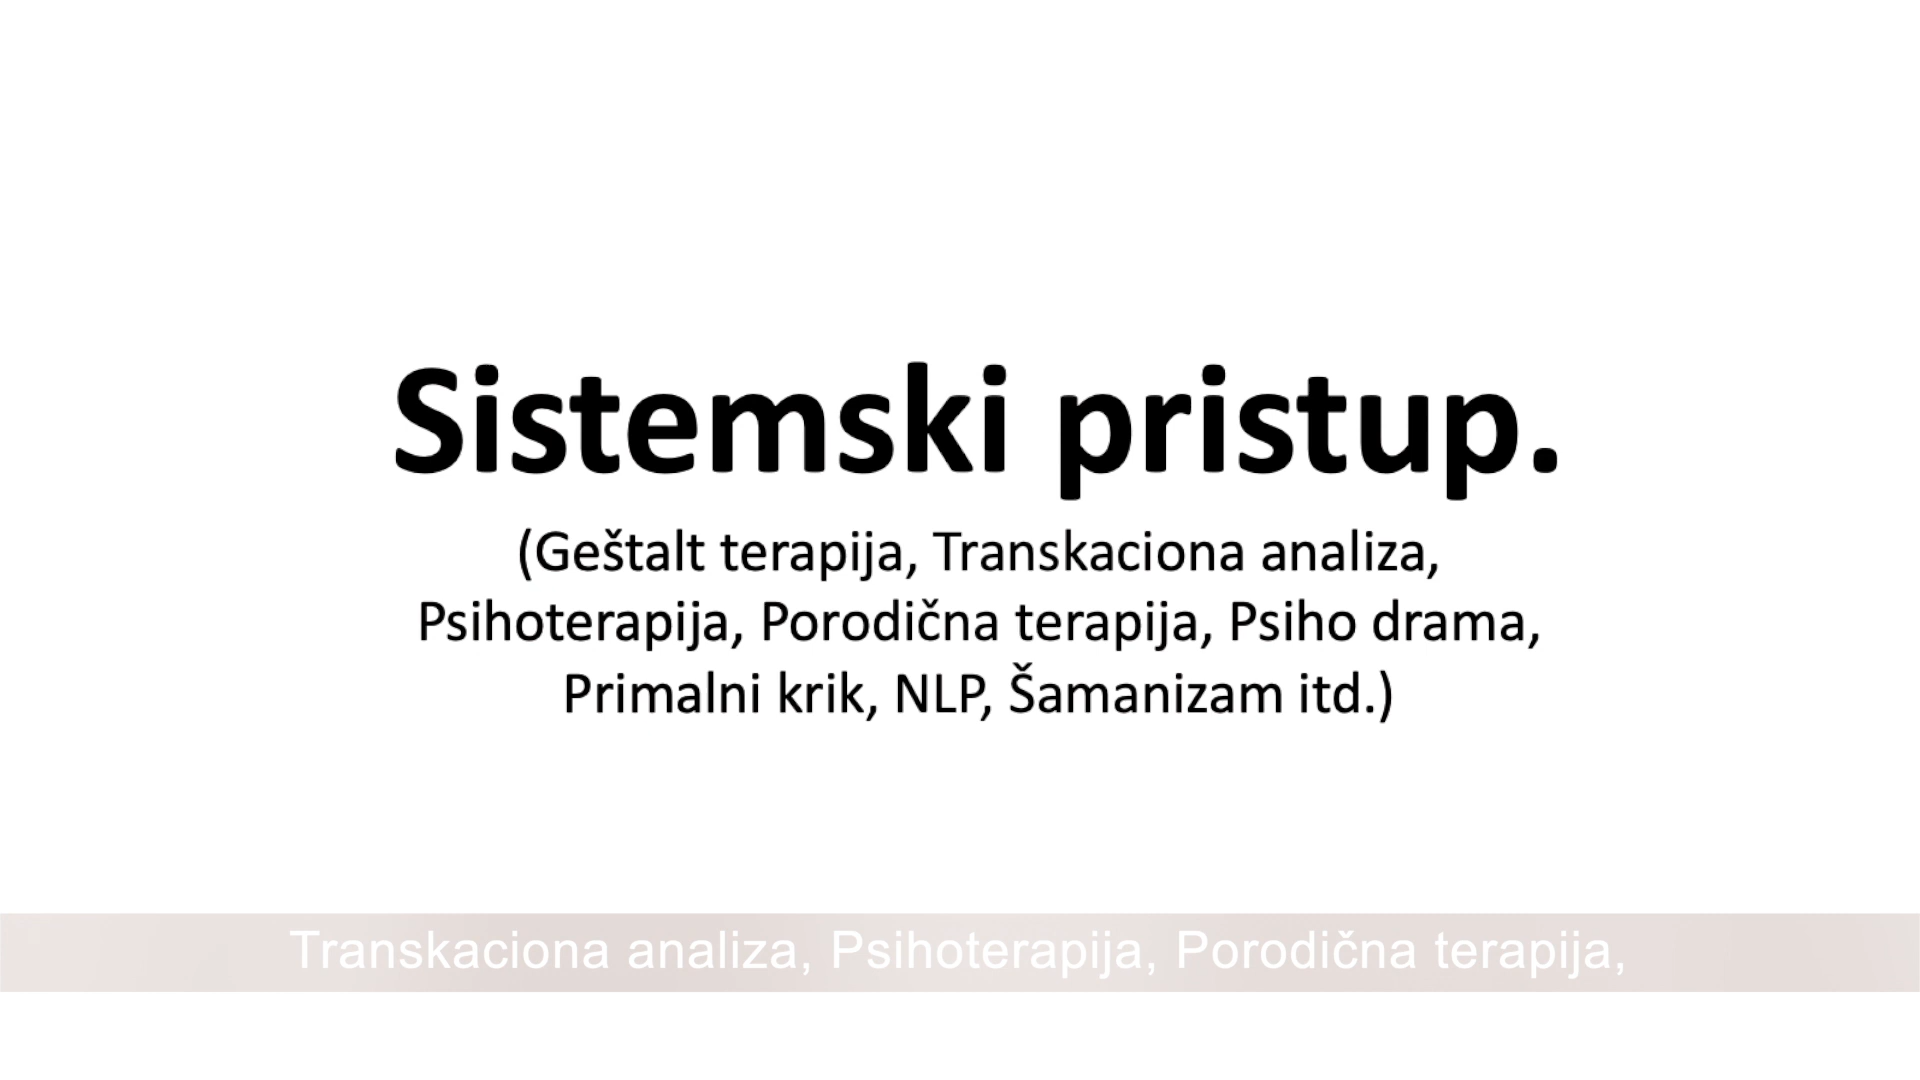 Sistemski pristup.
(Geštalt terapija, Transkaciona analiza,
Psihoterapija, Porodična terapija, Psiho drama,
Primalni krik, NLP, Šamanizam itd.)
Transkaciona analiza, Psihoterapija, Porodična terapija,